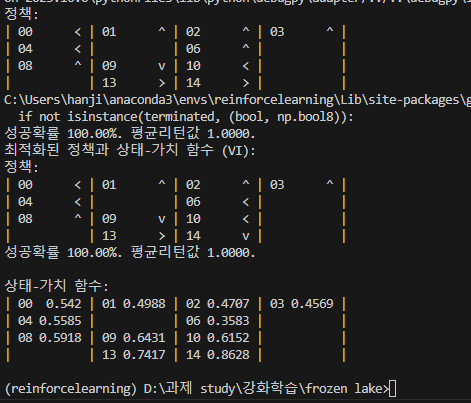 정책:
| 00 < | 01 ^ | 02 ^ | 03 ^ |
| 04 < | | 06 ^ | |
| 08 ^ | 09 v | 10 < | |
| | 13 > | 14 > |
C:\Users\hanji\anaconda3\envs\reinforcelearning\Lib\site-packages\g
if not isinstance(terminated, (bool, np.bool8)):
성공확률 100.00%. 평균리턴값 1.0000.
최적화된 정책과 상태-가치 함수 (VI):
정책:
| 00 < | 01 ^ | 02 ^ | 03 ^ |
| 04 < | | 06 < | |
| 08 ^ | 09 v | 10 < | |
| | 13 > | 14 v |
성공확률 100.00%. 평균리턴값 1.0000.
상태-가치 함수:
| 00 0.542 | 01 0.4988 | 02 0.4707 | 03 0.4569 |
| 04 0.5585 | | 06 0.3583 | |
| 08 0.5918 | 09 0.6431 | 10 0.6152 | |
| | 13 0.7417 | 14 0.8628 | |
(reinforcelearning) D:\과제 study\강화학습\frozen lake>